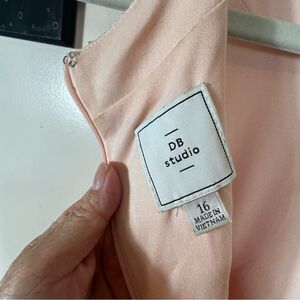 DB
studio
16
MADE IN
VIETNAM